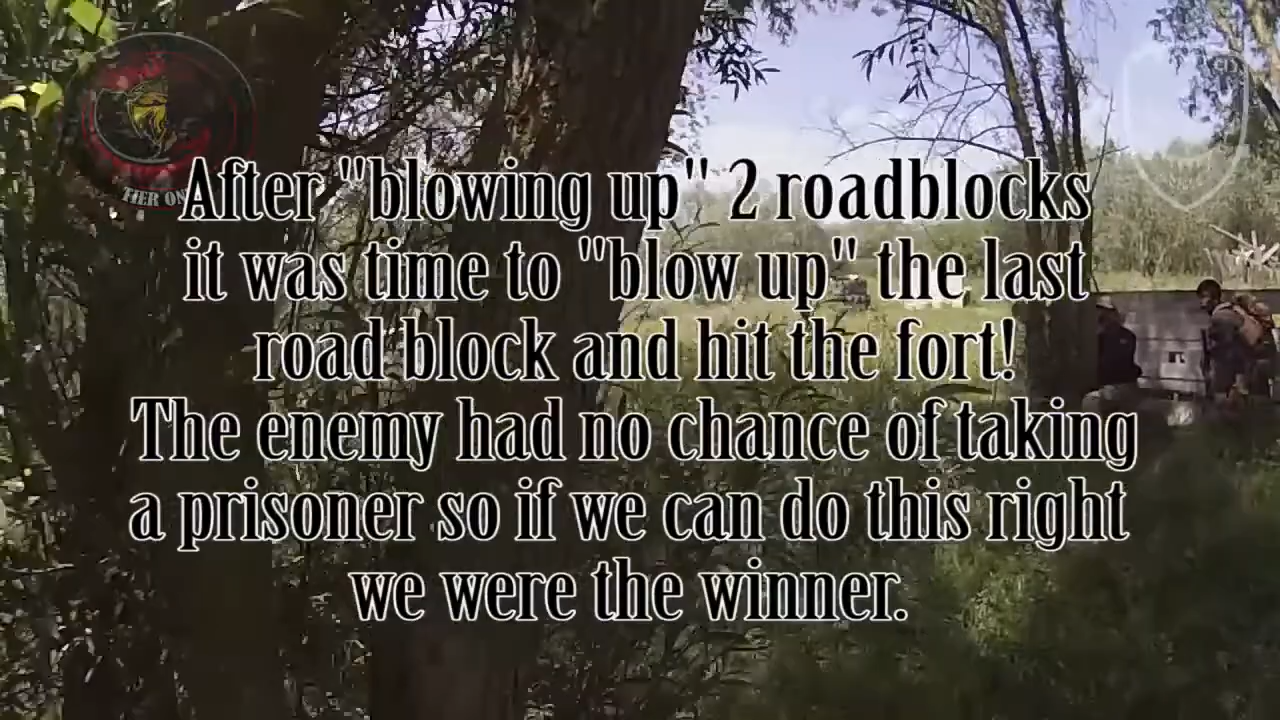 TIER ON
After "blowing up" 2 roadblocks
it was time to "blow up" the last
road block and hit the fort!
The enemy had no chance of taking
a prisoner so if we can do this right
we were the winner.